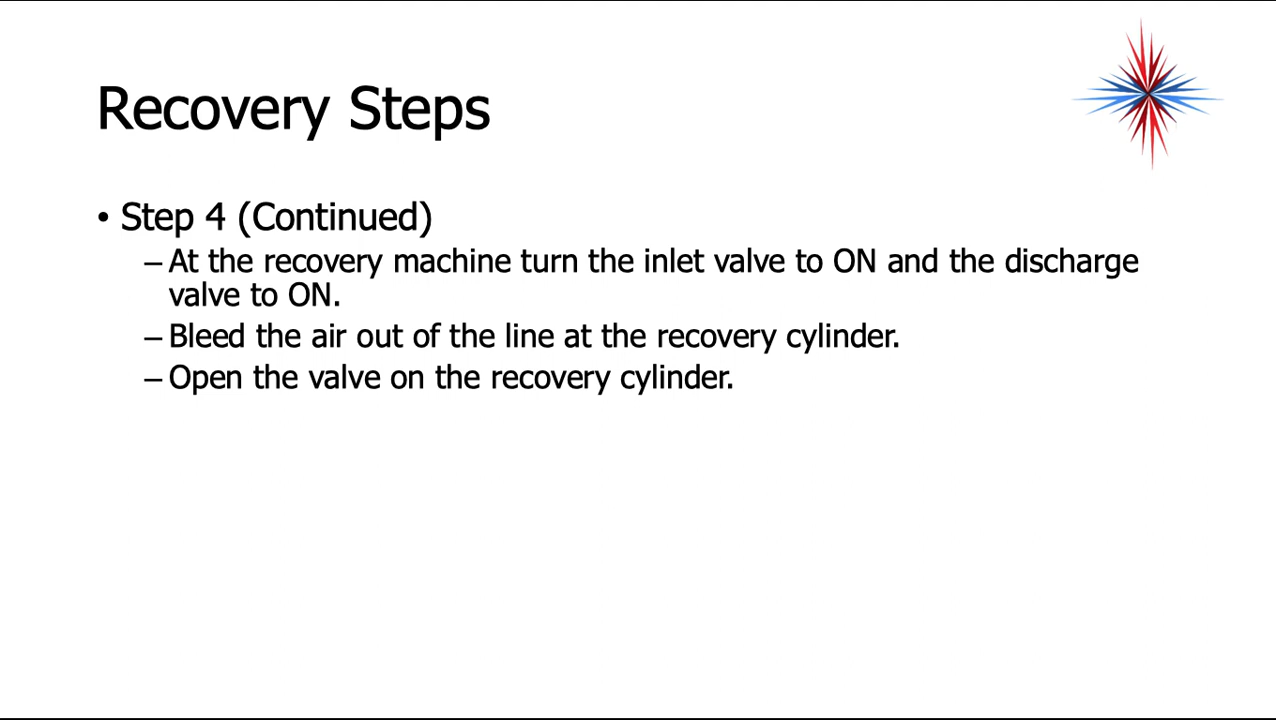 Recovery Steps
• Step 4 (Continued)
– At the recovery machine turn the inlet valve to ON and the discharge
valve to ON.
– Bleed the air out of the line at the recovery cylinder.
– Open the valve on the recovery cylinder.